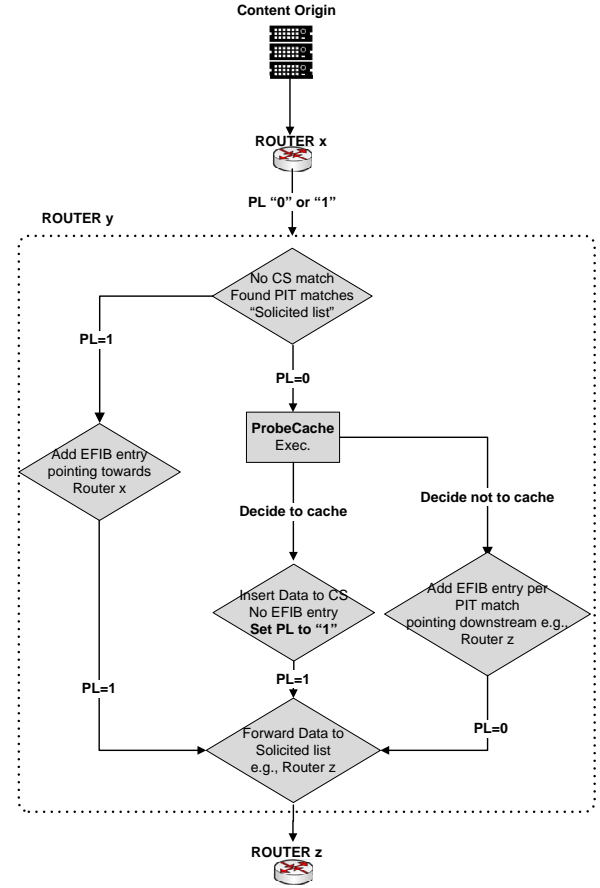 Content Origin
ROUTER x
PL “0” or “1”
ROUTER y
No CS match
Found PIT matches
“Solicited list”
PL=1
PL=0
ProbeCache
Exec.
Add EFIB entry
pointing towards
Router x
Decide to cache
Decide not to cache
Insert Data to CS
No EFIB entry
Set PL to “1”
Add EFIB entry per
PIT match
pointing downstream e.g.,
Router z
PL=1
PL=1
PL=0
Forward Data to
Solicited list
e.g., Router z
ROUTER z